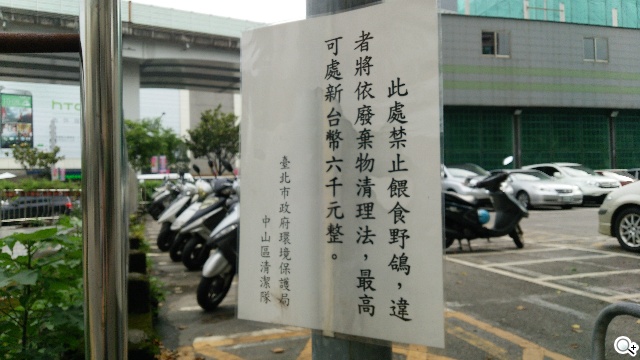 此處禁止餵食野鴿，違
者將依廢棄物清理法，最高
可處新台幣六千元整。
臺北市政府環境保護局
中山區清潔隊
htc